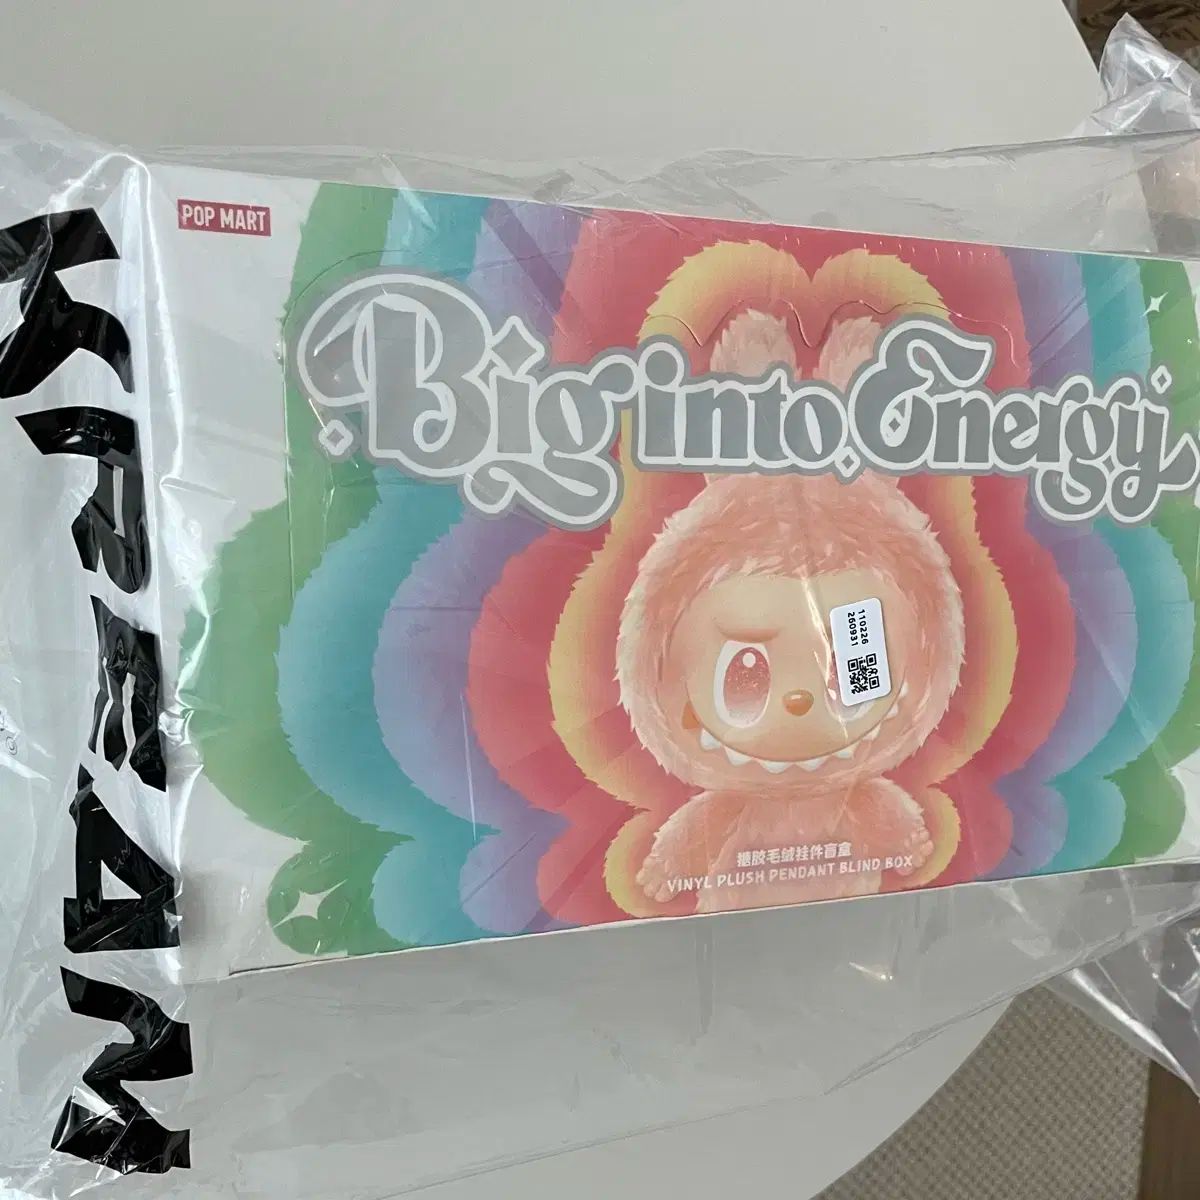 KREAM
POP MART
Big into Energy
110226
260931
搪胶毛绒挂件盲盒
VINYL PLUSH PENDANT BLIND BOX